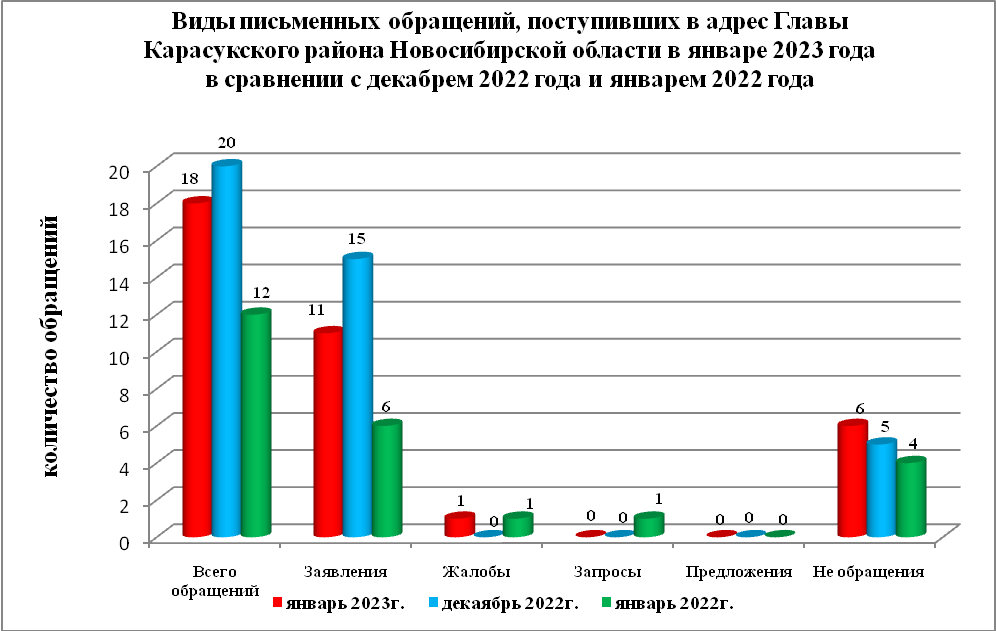 Виды письменных обращений, поступивших в адрес Главы
Карасукского района Новосибирской области в январе 2023 года
в сравнении с декабрем 2022 года и январем 2022 года
количество обращений
20
18
16
14
12
10
8
6
4
2
0
18
20
12
11
15
6
1
0
1
0
0
1
0
0
0
6
5
4
Всего
обращений
Заявления
Жалобы
Запросы
Предложения
Не обращения
январь 2023г.
декаябрь 2022г.
январь 2022г.